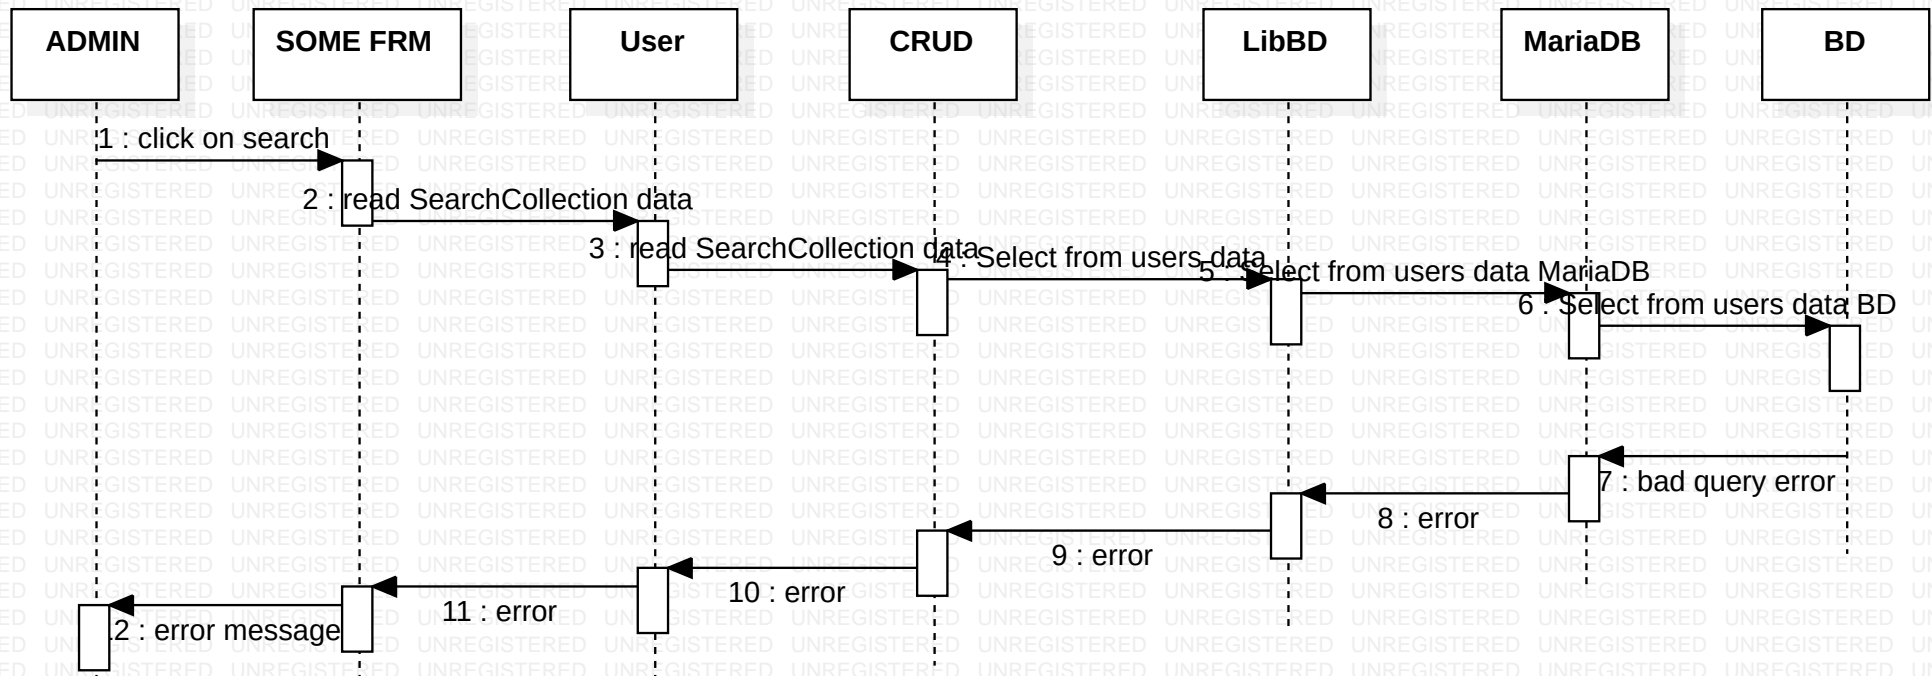 ADMIN
SOME FRM
User
CRUD
LibBD
MariaDB
BD
1 : click on search
2 : read SearchCollection data
3 : read SearchCollection data
4 : Select from users data
5 : Select from users data MariaDB
6 : Select from users data BD
7 : bad query error
8 : error
9 : error
10 : error
11 : error
2 : error message
UNREGISTERED